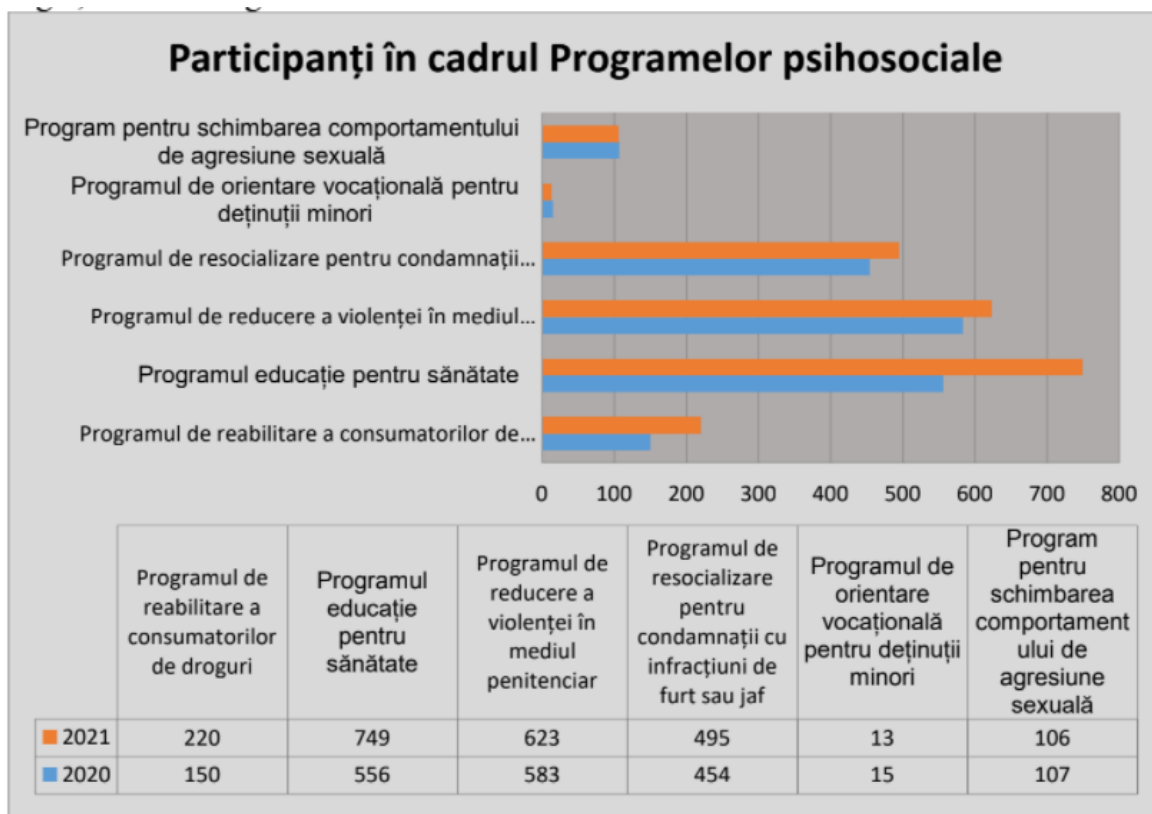 Participanți în cadrul Programelor psihosociale
Program pentru schimbarea comportamentului
de agresiune sexuală
Programul de orientare vocațională pentru
deținuții minori
Programul de resocializare pentru condamnații...
Programul de reducere a violenței în mediul...
Programul educație pentru sănătate
Programul de reabilitare a consumatorilor de...
0 100 200 300 400 500 600 700 800
Programul de
reabilitare a
consumatorilor
de droguri
Programul
educație
pentru
sănătate
Programul de
reducere a
violenței în
mediul
penitenciar
Programul de
resocializare
pentru
condamnații cu
infracțiuni de
furt sau jaf
Programul de
orientare
vocațională
pentru deținuții
minori
Program
pentru
schimbarea
comportament
ului de
agresiune
sexuală
2021 220 749 623 495 13 106
2020 150 556 583 454 15 107